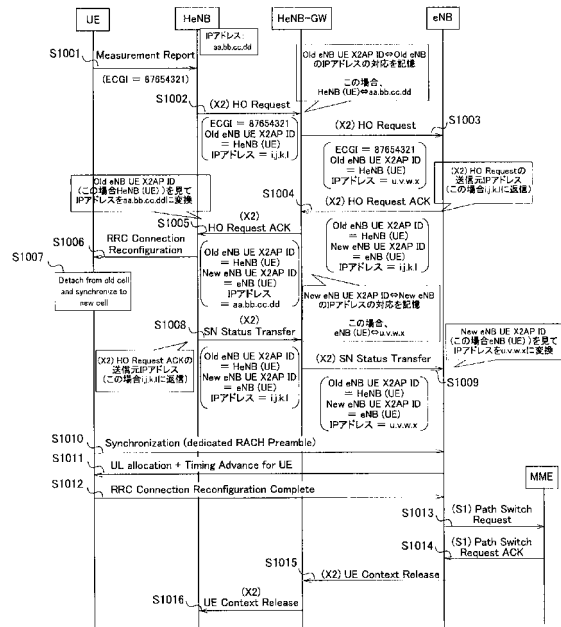 UE
HeNB
HeNB-GW
eNB
IPアドレス:
aa.bb.cc.dd
S1001
Measurement Report
(ECGI = 87654321)
Old eNB UE X2AP ID⇔Old eNB
のIPアドレスの対応を記憶
この場合、
HeNB (UE)⇔aa.bb.cc.dd
S1002
(X2) HO Request
ECGI = 87654321
Old eNB UE X2AP ID
= HeNB (UE)
IPアドレス = i.j.k.l
(X2) HO Request
S1003
ECGI = 87654321
Old eNB UE X2AP ID
= HeNB (UE)
IPアドレス = u.v.w.x
(X2) HO Requestの
送信元IPアドレス
(この場合i.j.k.lに返信)
Old eNB UE X2AP ID
(この場合HeNB (UE) )を見て
IPアドレスをaa.bb.cc.ddに変換
S1004
(X2) HO Request ACK
Old eNB UE X2AP ID
= HeNB (UE)
New eNB UE X2AP ID
= eNB (UE)
IPアドレス = i.j.k.l
S1005
(X2)
HO Request ACK
Old eNB UE X2AP ID
= HeNB (UE)
New eNB UE X2AP ID
= eNB (UE)
IPアドレス
= aa.bb.cc.dd
S1006
RRC Connection
Reconfiguration
S1007
Detach from old cell
and synchronize to
new cell
New eNB UE X2AP ID⇔New eNB
のIPアドレスの対応を記憶
この場合、
eNB (UE)⇔u.v.w.x
S1008
(X2)
SN Status Transfer
(X2) HO Request ACKの
送信元IPアドレス
(この場合i.j.k.lに返信)
Old eNB UE X2AP ID
= HeNB (UE)
New eNB UE X2AP ID
= eNB (UE)
IPアドレス = i.j.k.l
New eNB UE X2AP ID
(この場合eNB (UE) )を見て
IPアドレスをu.v.w.xに変換
(X2) SN Status Transfer
S1009
Old eNB UE X2AP ID
= HeNB (UE)
New eNB UE X2AP ID
= eNB (UE)
IPアドレス = u.v.w.x
S1010
Synchronization (dedicated RACH Preamble)
S1011
UL allocation + Timing Advance for UE
S1012
RRC Connection Reconfiguration Complete
MME
S1013
(S1) Path Switch
Request
S1014
(S1) Path Switch
Request ACK
S1015
(X2) UE Context Release
S1016
(X2)
UE Context Release